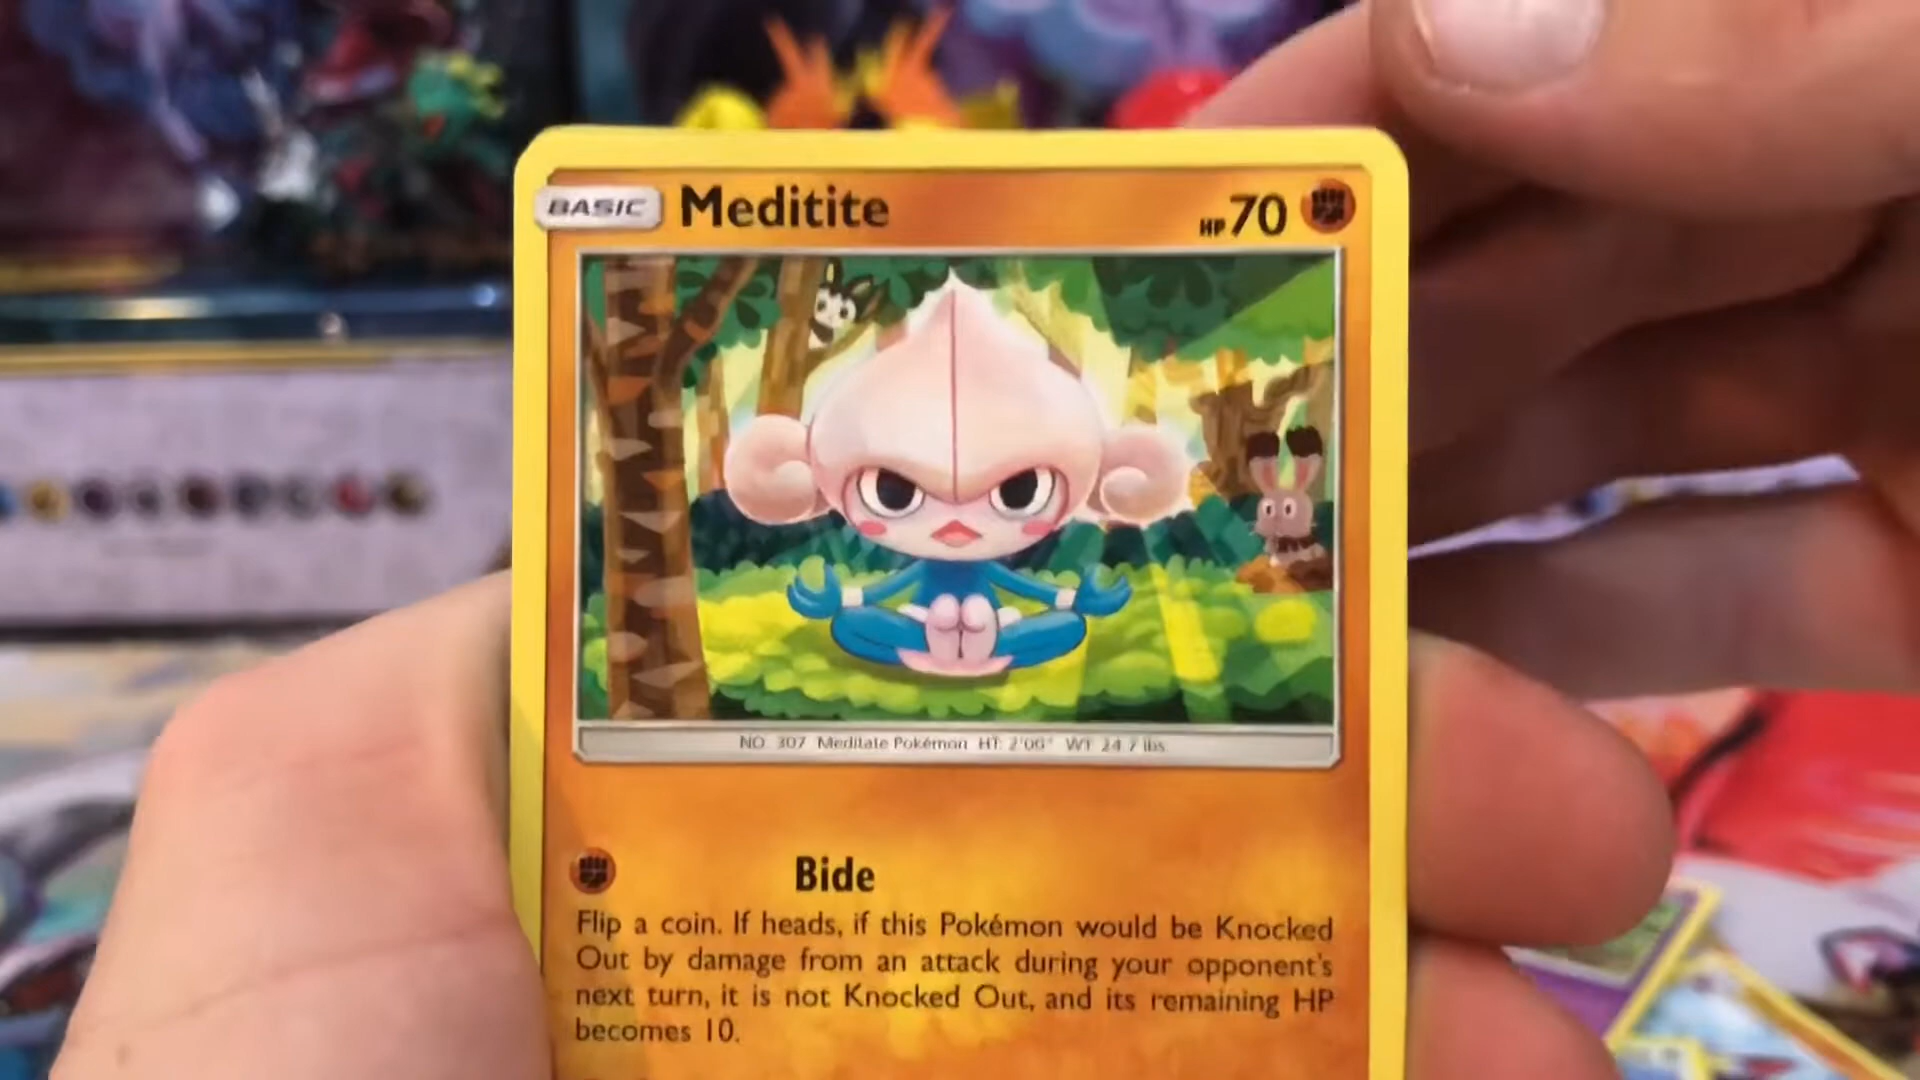 BASIC Meditite HP 70
NO. 307 Meditate Pokémon HT: 2'00" WT: 24.7 lbs.
Bide
Flip a coin. If heads, if this Pokémon would be Knocked
Out by damage from an attack during your opponent's
next turn, it is not Knocked Out, and its remaining HP
becomes 10.